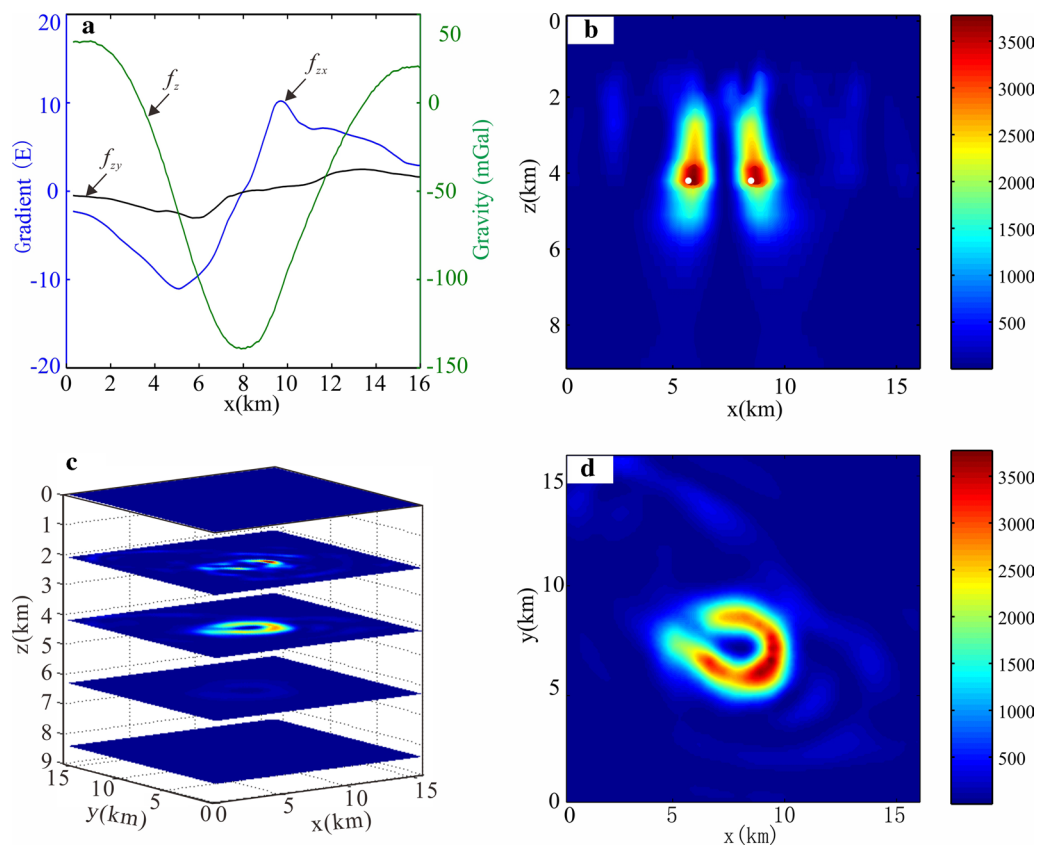 a
20
10
0
-10
-20
Gradient (E)
50
0
-50
-100
-150
Gravity (mGal)
f_z
f_zx
f_zy
0 2 4 6 8 10 12 14 16
x(km)
b
0
2
4
6
8
z(km)
0 5 10 15
x(km)
3500
3000
2500
2000
1500
1000
500
c
0
1
2
3
4
5
6
7
8
9
z(km)
15
10
5
0
y(km)
0
5
10
15
x(km)
d
15
10
5
0
y(km)
0 5 10 15
x(km)
3500
3000
2500
2000
1500
1000
500